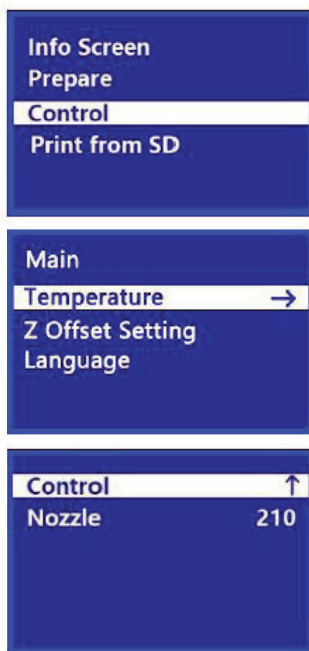 Info Screen
Prepare
Control
Print from SD
Main
Temperature →
Z Offset Setting
Language
Control ↑
Nozzle 210